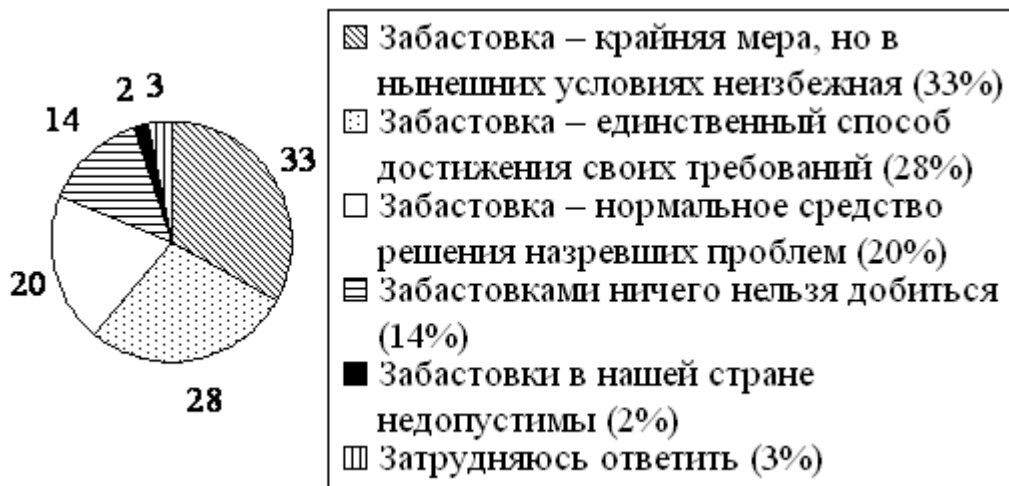 2 3
14
33
20
28
Забастовка – крайняя мера, но в
нынешних условиях неизбежная (33%)
Забастовка – единственный способ
достижения своих требований (28%)
Забастовка – нормальное средство
решения назревших проблем (20%)
Забастовками ничего нельзя добиться
(14%)
Забастовки в нашей стране
недопустимы (2%)
Затрудняюсь ответить (3%)